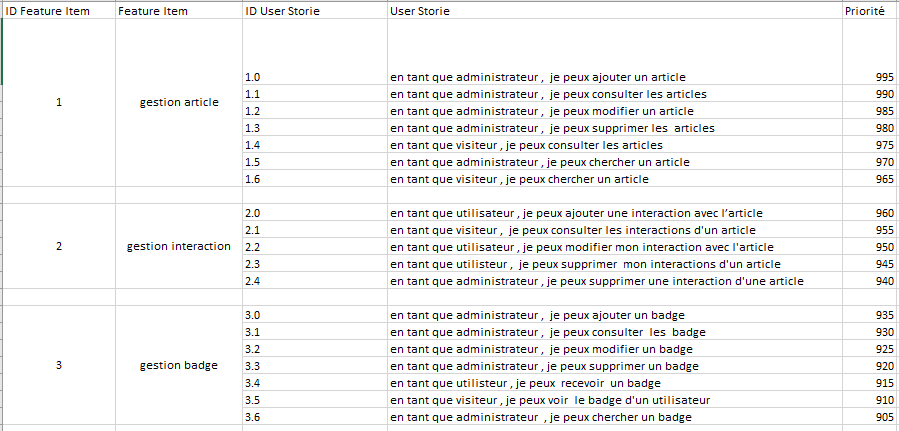 ID Feature Item Feature Item ID User Storie User Storie Priorité
1.0 en tant que administrateur , je peux ajouter un article 995
1.1 en tant que administrateur , je peux consulter les articles 990
1 gestion article 1.2 en tant que administrateur , je peux modifier un article 985
1.3 en tant que administrateur , je peux supprimer les articles 980
1.4 en tant que visiteur , je peux consulter les articles 975
1.5 en tant que administrateur , je peux chercher un article 970
1.6 en tant que visiteur , je peux chercher un article 965
2.0 en tant que utilisateur , je peux ajouter une interaction avec l’article 960
2.1 en tant que visiteur , je peux consulter les interactions d'un article 955
2 gestion interaction 2.2 en tant que utilisateur , je peux modifier mon interaction avec l'article 950
2.3 en tant que utilisteur , je peux supprimer mon interactions d'un article 945
2.4 en tant que administrateur , je peux supprimer une interaction d'une article 940
3.0 en tant que administrateur , je peux ajouter un badge 935
3.1 en tant que administrateur , je peux consulter les badge 930
3.2 en tant que administrateur , je peux modifier un badge 925
3 gestion badge 3.3 en tant que administrateur , je peux supprimer un badge 920
3.4 en tant que utilisteur , je peux recevoir un badge 915
3.5 en tant que visiteur , je peux voir le badge d'un utilisateur 910
3.6 en tant que administrateur , je peux chercher un badge 905